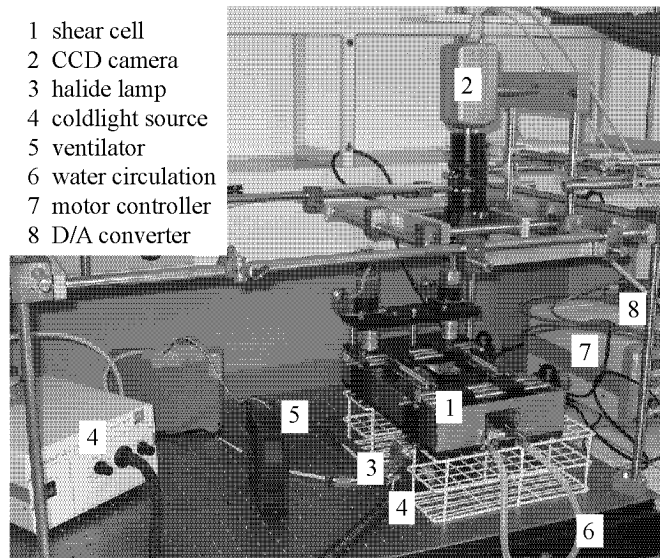 1 shear cell
2 CCD camera
3 halide lamp
4 coldlight source
5 ventilator
6 water circulation
7 motor controller
8 D/A converter
2
8
7
1
5
4
3
4
6